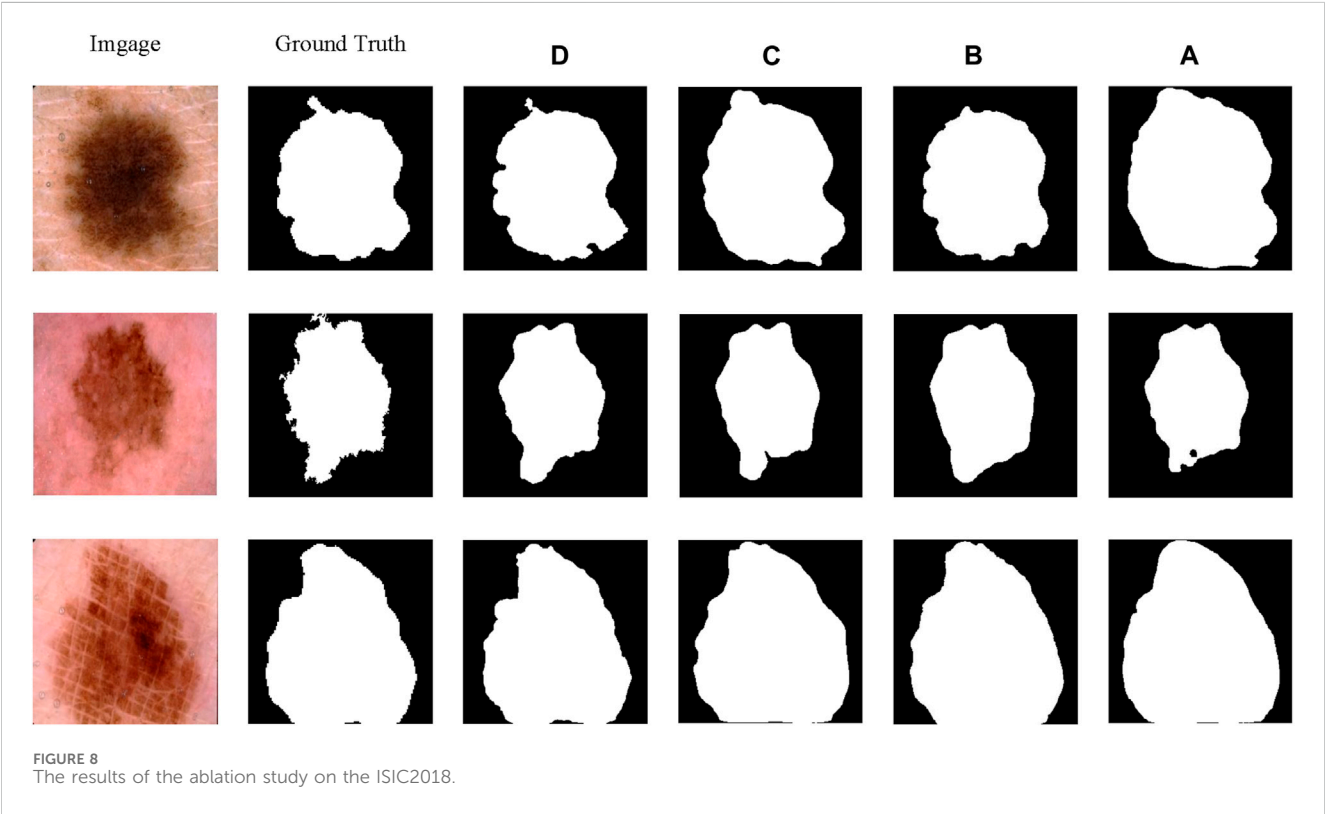 Imgage Ground Truth D C B A
FIGURE 8
The results of the ablation study on the ISIC2018.